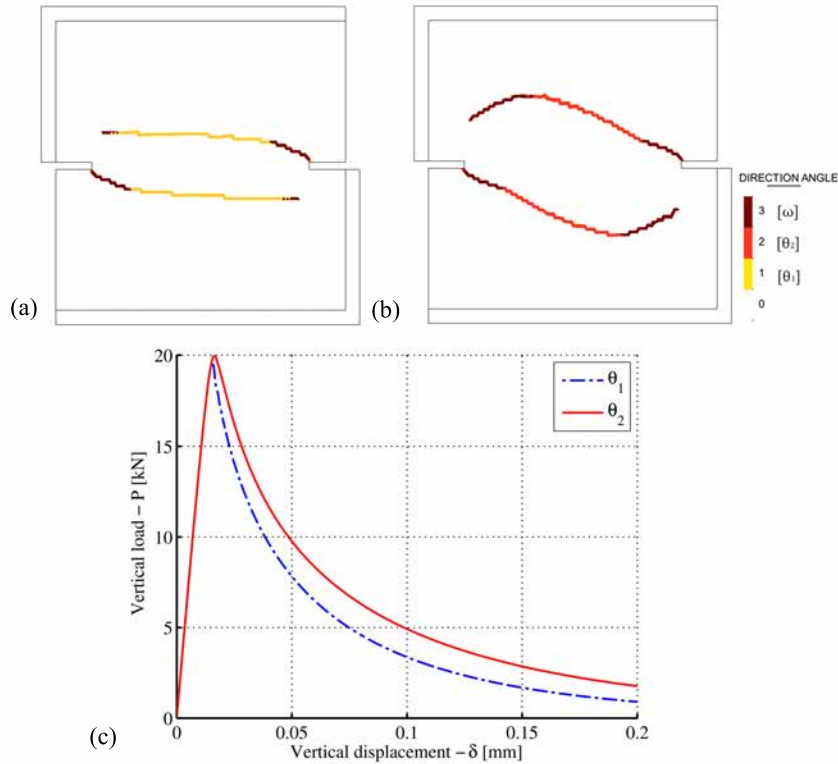 DIRECTION ANGLE
3 [ω]
2 [θ₂]
1 [θ₁]
0
(a)
(b)
20
15
10
5
0
Vertical load – P [kN]
θ₁
θ₂
0 0.05 0.1 0.15 0.2
Vertical displacement – δ [mm]
(c)